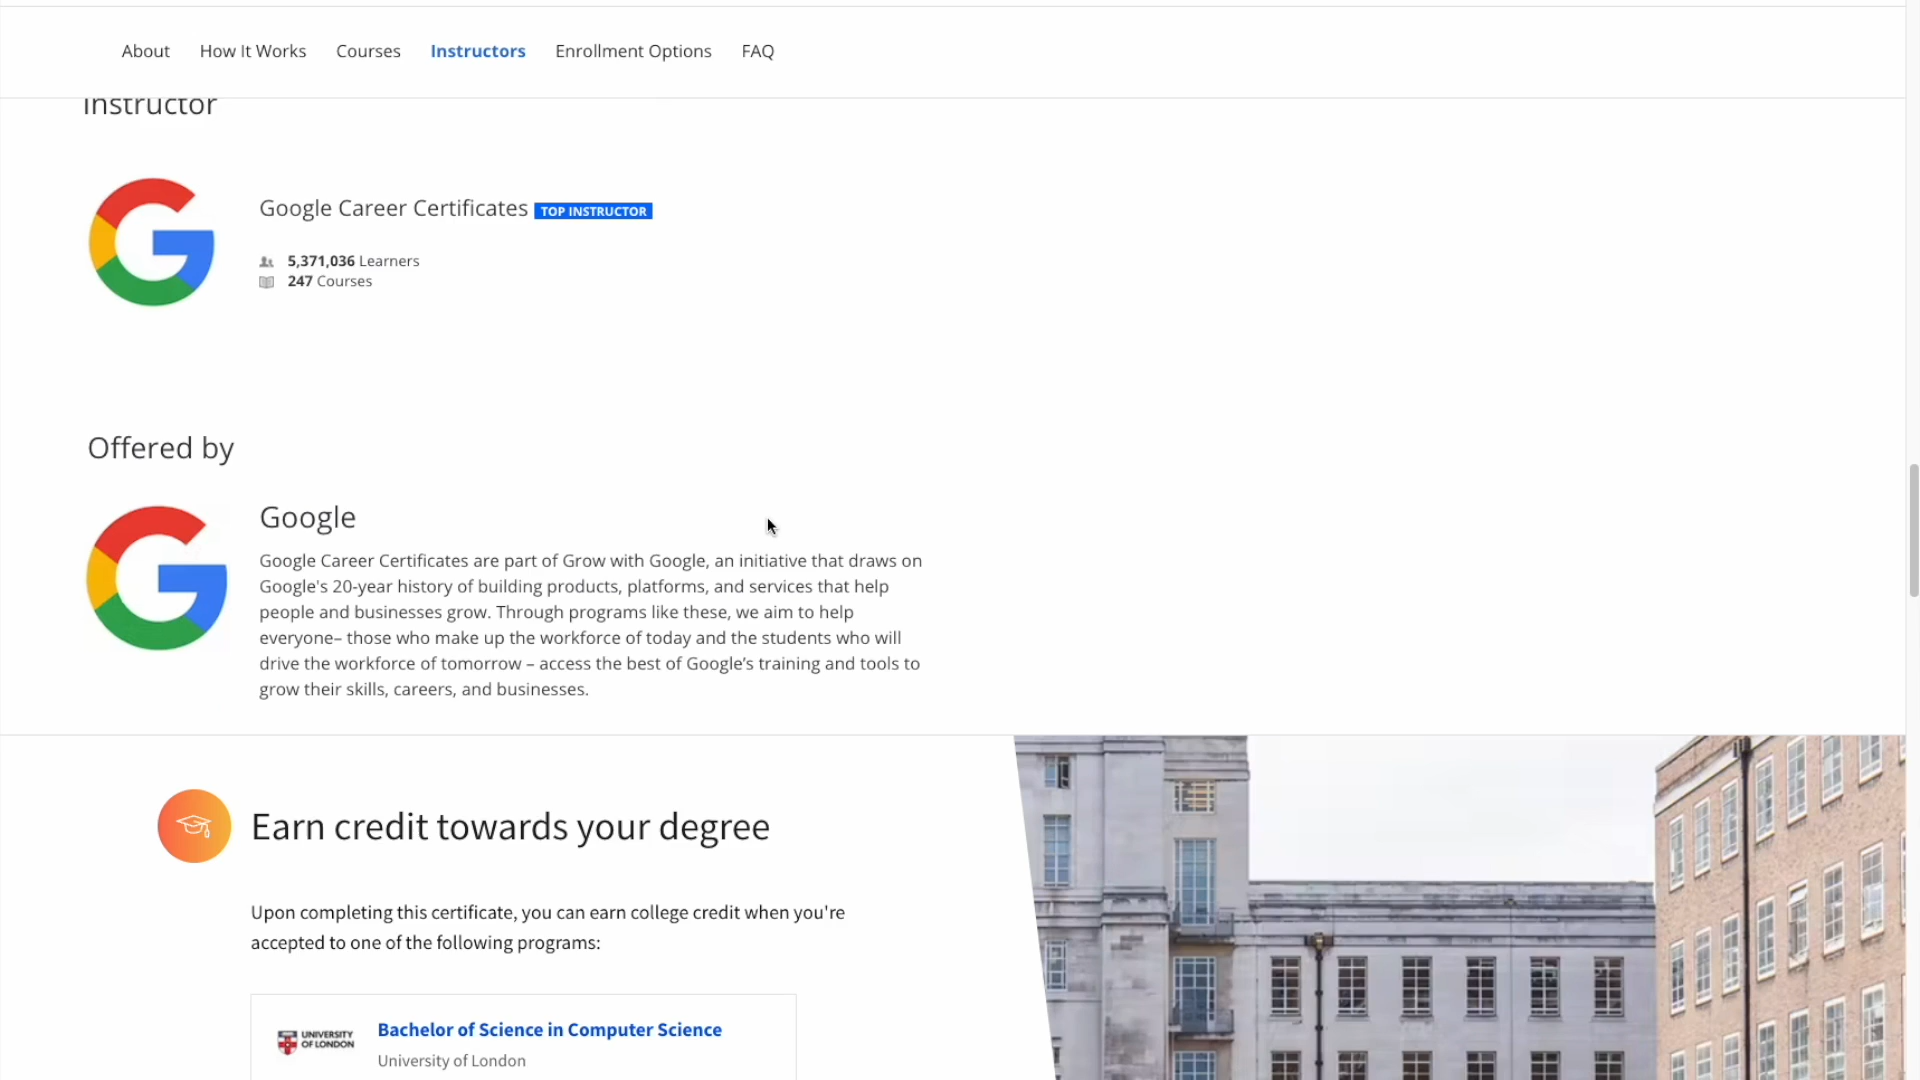 About How It Works Courses Instructors Enrollment Options FAQ
Instructor
Google Career Certificates TOP INSTRUCTOR
5,371,036 Learners
247 Courses
Offered by
Google
Google Career Certificates are part of Grow with Google, an initiative that draws on
Google's 20-year history of building products, platforms, and services that help
people and businesses grow. Through programs like these, we aim to help
everyone– those who make up the workforce of today and the students who will
drive the workforce of tomorrow – access the best of Google’s training and tools to
grow their skills, careers, and businesses.
Earn credit towards your degree
Upon completing this certificate, you can earn college credit when you're
accepted to one of the following programs:
UNIVERSITY
OF LONDON
Bachelor of Science in Computer Science
University of London